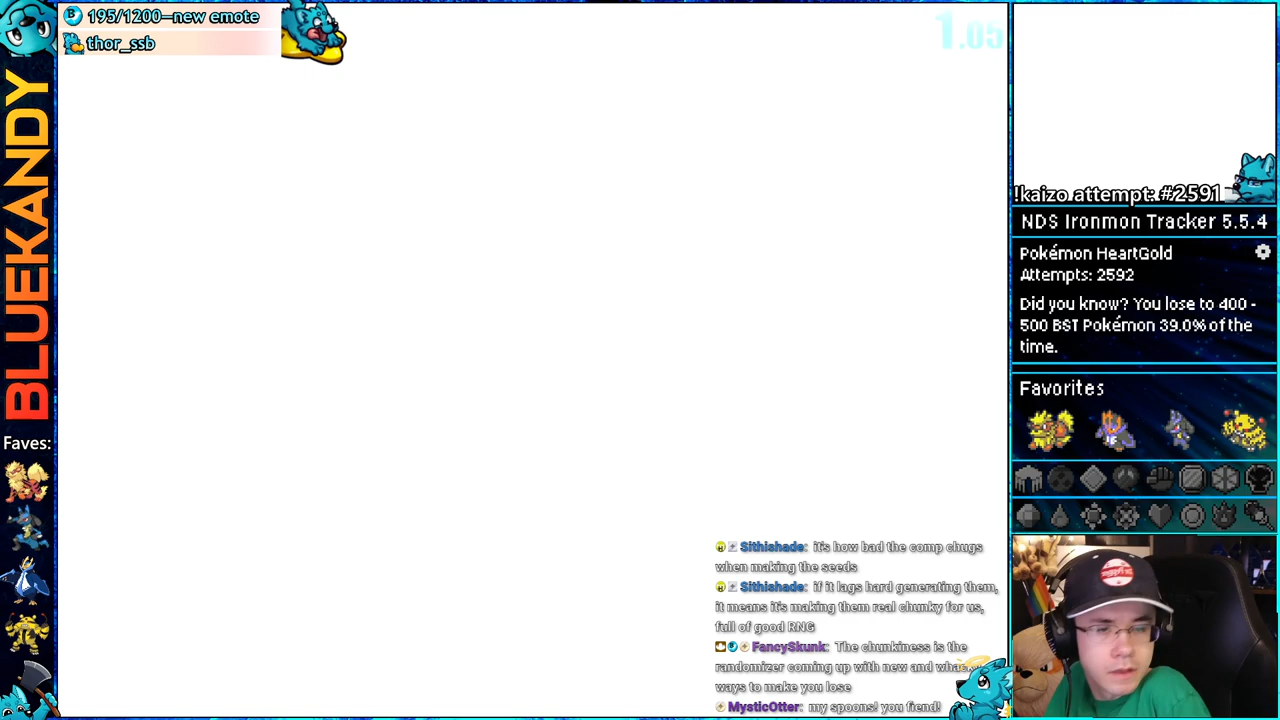 195/1200—new emote
thor_ssb
1.05
BLUEKANDY
Faves:
!kaizo attempt: #2591
NDS Ironmon Tracker 5.5.4
Pokémon HeartGold
Attempts: 2592
Did you know? You lose to 400 -
500 BST Pokémon 39.0% of the
time.
Favorites
Sithishade: it's how bad the comp chugs
when making the seeds
Sithishade: if it lags hard generating them,
it means it's making them real chunky for us,
full of good RNG
FancySkunk: The chunkiness is the
randomizer coming up with new and
ways to make you lose
MysticOtter: my spoons! you fiend!